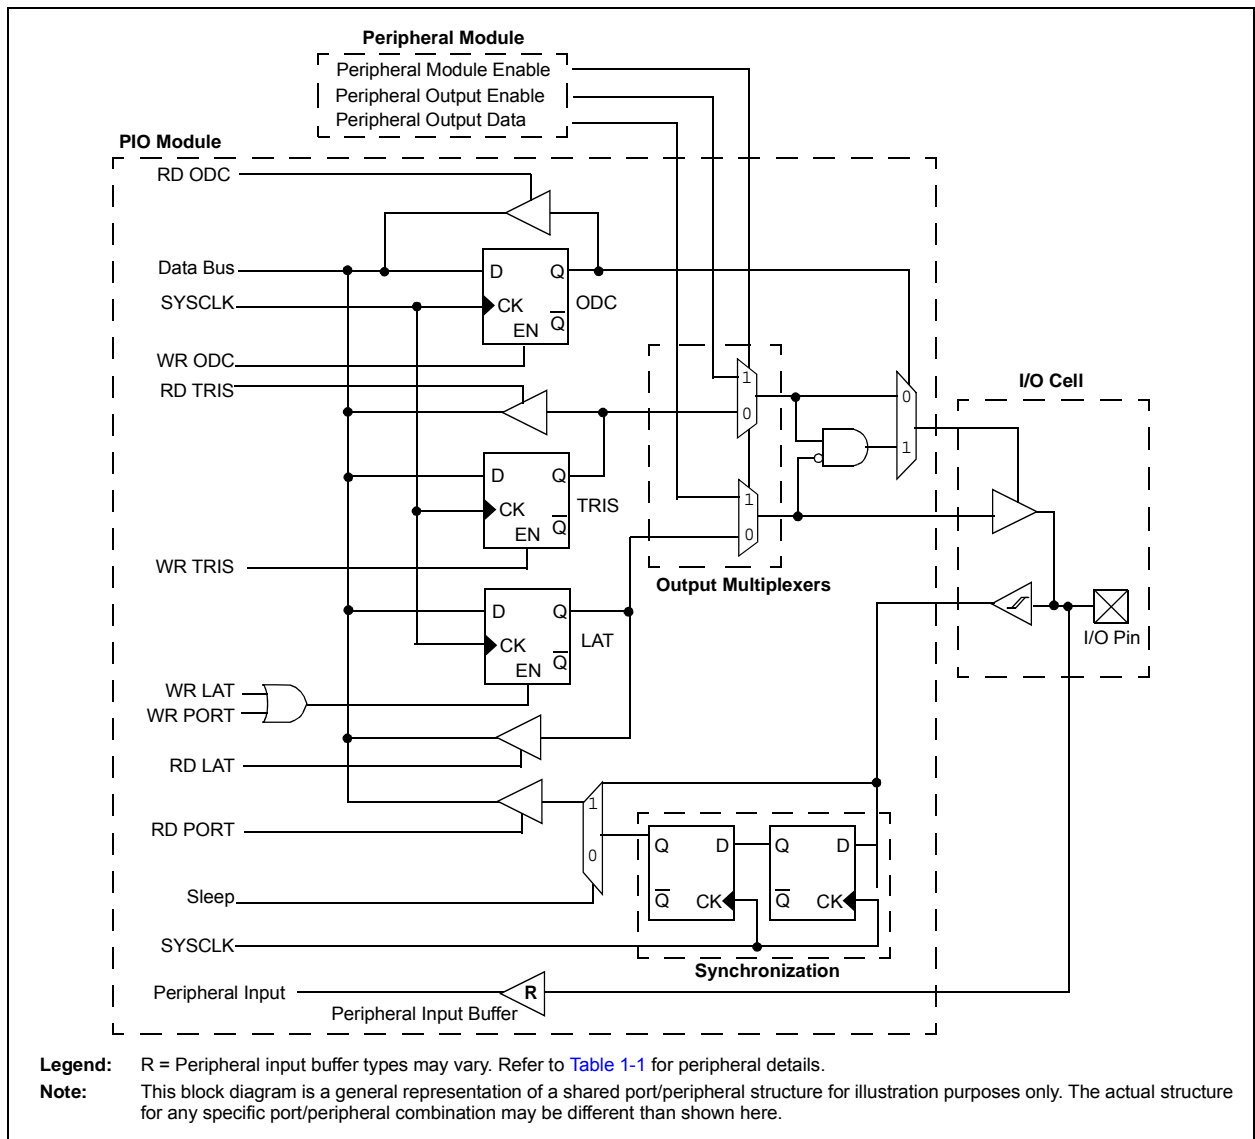 Peripheral Module
Peripheral Module Enable
Peripheral Output Enable
Peripheral Output Data
PIO Module
RD ODC
Data Bus
D Q
SYSCLK
CK
ODC
EN Q
WR ODC
RD TRIS
1
0
I/O Cell
0
1
D Q
CK
TRIS
EN Q
1
0
WR TRIS
Output Multiplexers
D Q
CK
LAT
EN Q
I/O Pin
WR LAT
WR PORT
RD LAT
1
RD PORT
0
Q D Q D
Sleep
Q CK Q CK
SYSCLK
Synchronization
Peripheral Input
R
Peripheral Input Buffer
Legend: R = Peripheral input buffer types may vary. Refer to Table 1-1 for peripheral details.
Note: This block diagram is a general representation of a shared port/peripheral structure for illustration purposes only. The actual structure
for any specific port/peripheral combination may be different than shown here.